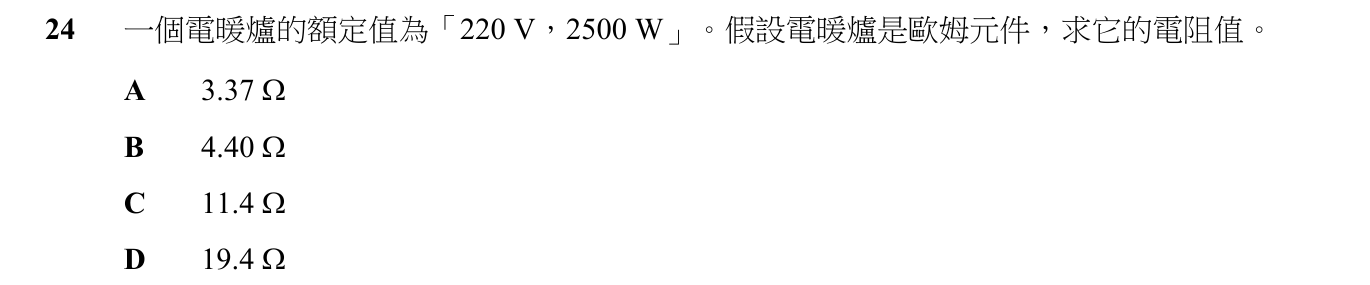 24 一個電暖爐的額定值為「220 V，2500 W」。假設電暖爐是歐姆元件，求它的電阻值。
A 3.37 Ω
B 4.40 Ω
C 11.4 Ω
D 19.4 Ω